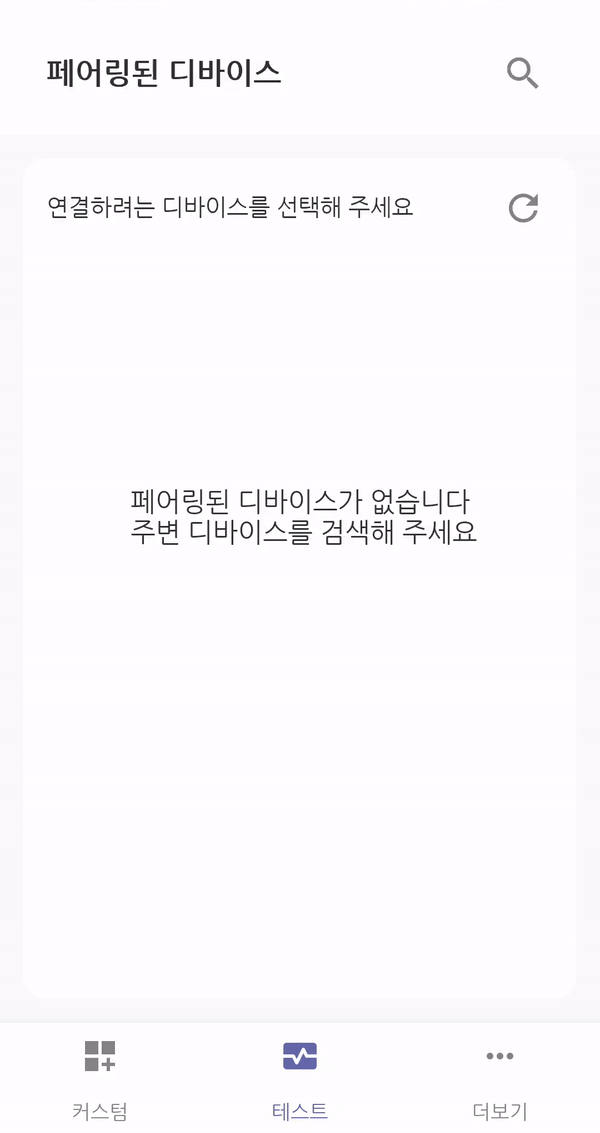 페어링된 디바이스
연결하려는 디바이스를 선택해 주세요
페어링된 디바이스가 없습니다
주변 디바이스를 검색해 주세요
커스텀
테스트
더보기